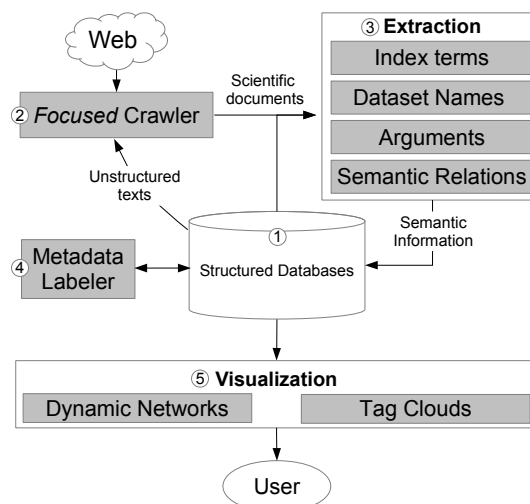 Web
③ Extraction
Index terms
Dataset Names
Arguments
Semantic Relations
② Focused Crawler
Scientific
documents
Unstructured
texts
Semantic
Information
①
Structured Databases
④ Metadata
Labeler
⑤ Visualization
Dynamic Networks
Tag Clouds
User